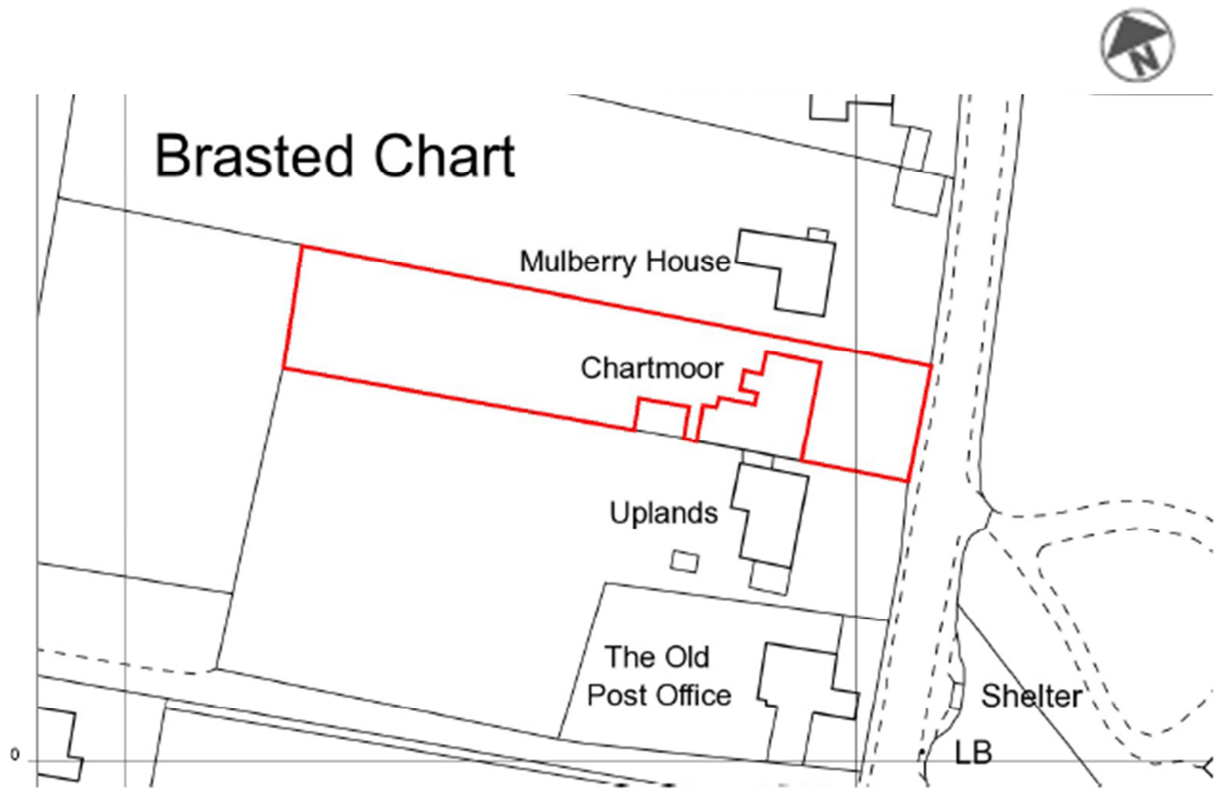 N
Brasted Chart
Mulberry House
Chartmoor
Uplands
The Old
Post Office
Shelter
LB
0